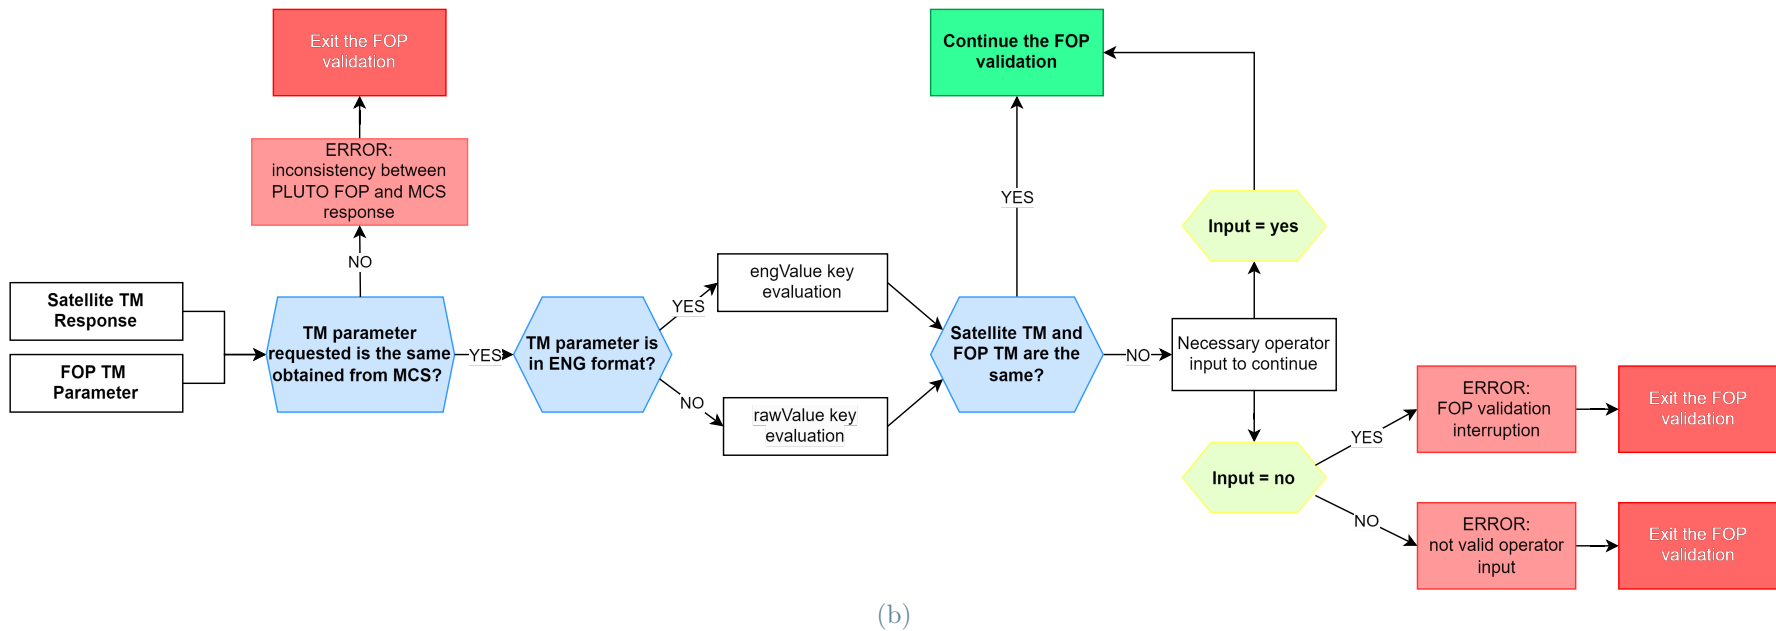 Exit the FOP
validation
ERROR:
inconsistency between
PLUTO FOP and MCS
response
NO
Satellite TM
Response
FOP TM
Parameter
TM parameter
requested is the same
obtained from MCS?
YES
TM parameter is
in ENG format?
YES
engValue key
evaluation
NO
rawValue key
evaluation
Satellite TM and
FOP TM are the
same?
YES
Continue the FOP
validation
NO
Necessary operator
input to continue
Input = yes
Input = no
YES
ERROR:
FOP validation
interruption
Exit the FOP
validation
NO
ERROR:
not valid operator
input
Exit the FOP
validation
(b)